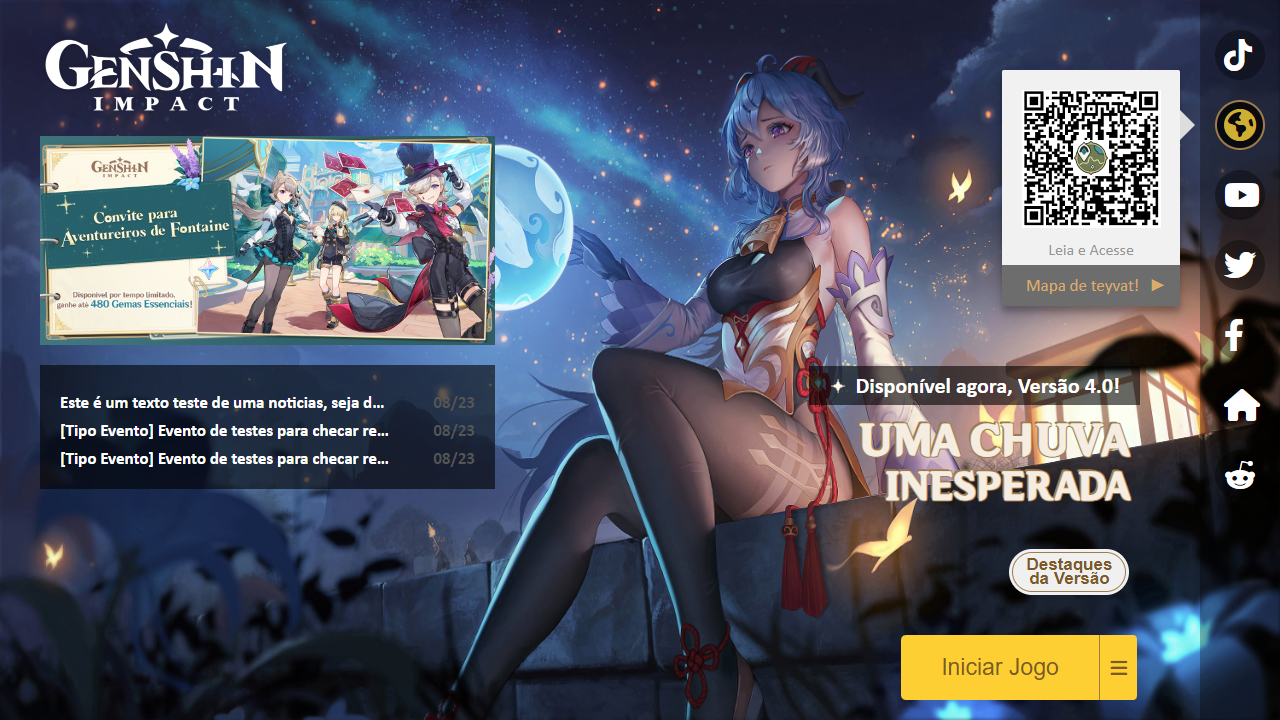 GENSHIN
IMPACT
GENSHIN
IMPACT
Convite para
Aventureiros de Fontaine
Disponível por tempo limitado,
ganhe até 480 Gemas Essenciais!
Este é um texto teste de uma noticias, seja d... 08/23
[Tipo Evento] Evento de testes para checar re... 08/23
[Tipo Evento] Evento de testes para checar re... 08/23
Leia e Acesse
Mapa de teyvat!
Disponível agora, Versão 4.0!
UMA CHUVA
INESPERADA
Destaques
da Versão
Iniciar Jogo